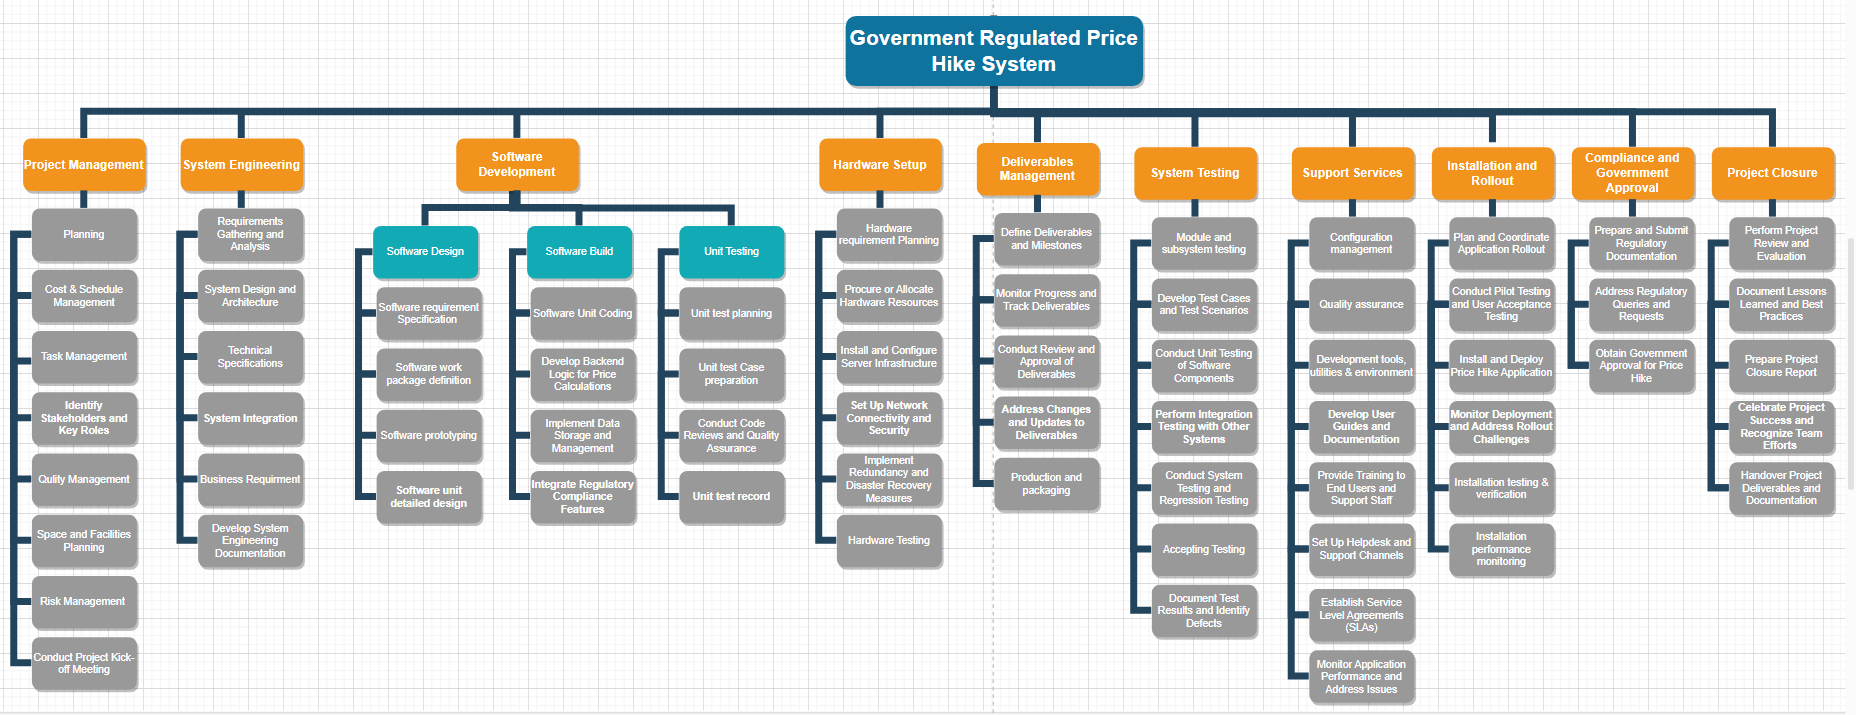 Government Regulated Price
Hike System
Project Management
System Engineering
Software
Development
Hardware Setup
Deliverables
Management
System Testing
Support Services
Installation and
Rollout
Compliance and
Government
Approval
Project Closure
Planning
Cost & Schedule
Management
Task Management
Identify
Stakeholders and
Key Roles
Qulity Management
Space and Facilities
Planning
Risk Management
Conduct Project Kick-
off Meeting
Requirements
Gathering and
Analysis
System Design and
Architecture
Technical
Specifications
System Integration
Business Requirment
Develop System
Engineering
Documentation
Software Design
Software requirement
Specification
Software work
package definition
Software prototyping
Software unit
detailed design
Software Build
Software Unit Coding
Develop Backend
Logic for Price
Calculations
Implement Data
Storage and
Management
Integrate Regulatory
Compliance
Features
Unit Testing
Unit test planning
Unit test Case
preparation
Conduct Code
Reviews and Quality
Assurance
Unit test record
Hardware
requirement Planning
Procure or Allocate
Hardware Resources
Install and Configure
Server Infrastructure
Set Up Network
Connectivity and
Security
Implement
Redundancy and
Disaster Recovery
Measures
Hardware Testing
Define Deliverables
and Milestones
Monitor Progress and
Track Deliverables
Conduct Review and
Approval of
Deliverables
Address Changes
and Updates to
Deliverables
Production and
packaging
Module and
subsystem testing
Develop Test Cases
and Test Scenarios
Conduct Unit Testing
of Software
Components
Perform Integration
Testing with Other
Systems
Conduct System
Testing and
Regression Testing
Accepting Testing
Document Test
Results and Identify
Defects
Configuration
management
Quality assurance
Development tools,
utilities & environment
Develop User
Guides and
Documentation
Provide Training to
End Users and
Support Staff
Set Up Helpdesk and
Support Channels
Establish Service
Level Agreements
(SLAs)
Monitor Application
Performance and
Address Issues
Plan and Coordinate
Application Rollout
Conduct Pilot Testing
and User Acceptance
Testing
Install and Deploy
Price Hike Application
Monitor Deployment
and Address Rollout
Challenges
Installation testing &
verification
Installation
performance
monitoring
Prepare and Submit
Regulatory
Documentation
Address Regulatory
Queries and
Requests
Obtain Government
Approval for Price
Hike
Perform Project
Review and
Evaluation
Document Lessons
Learned and Best
Practices
Prepare Project
Closure Report
Celebrate Project
Success and
Recognize Team
Efforts
Handover Project
Deliverables and
Documentation